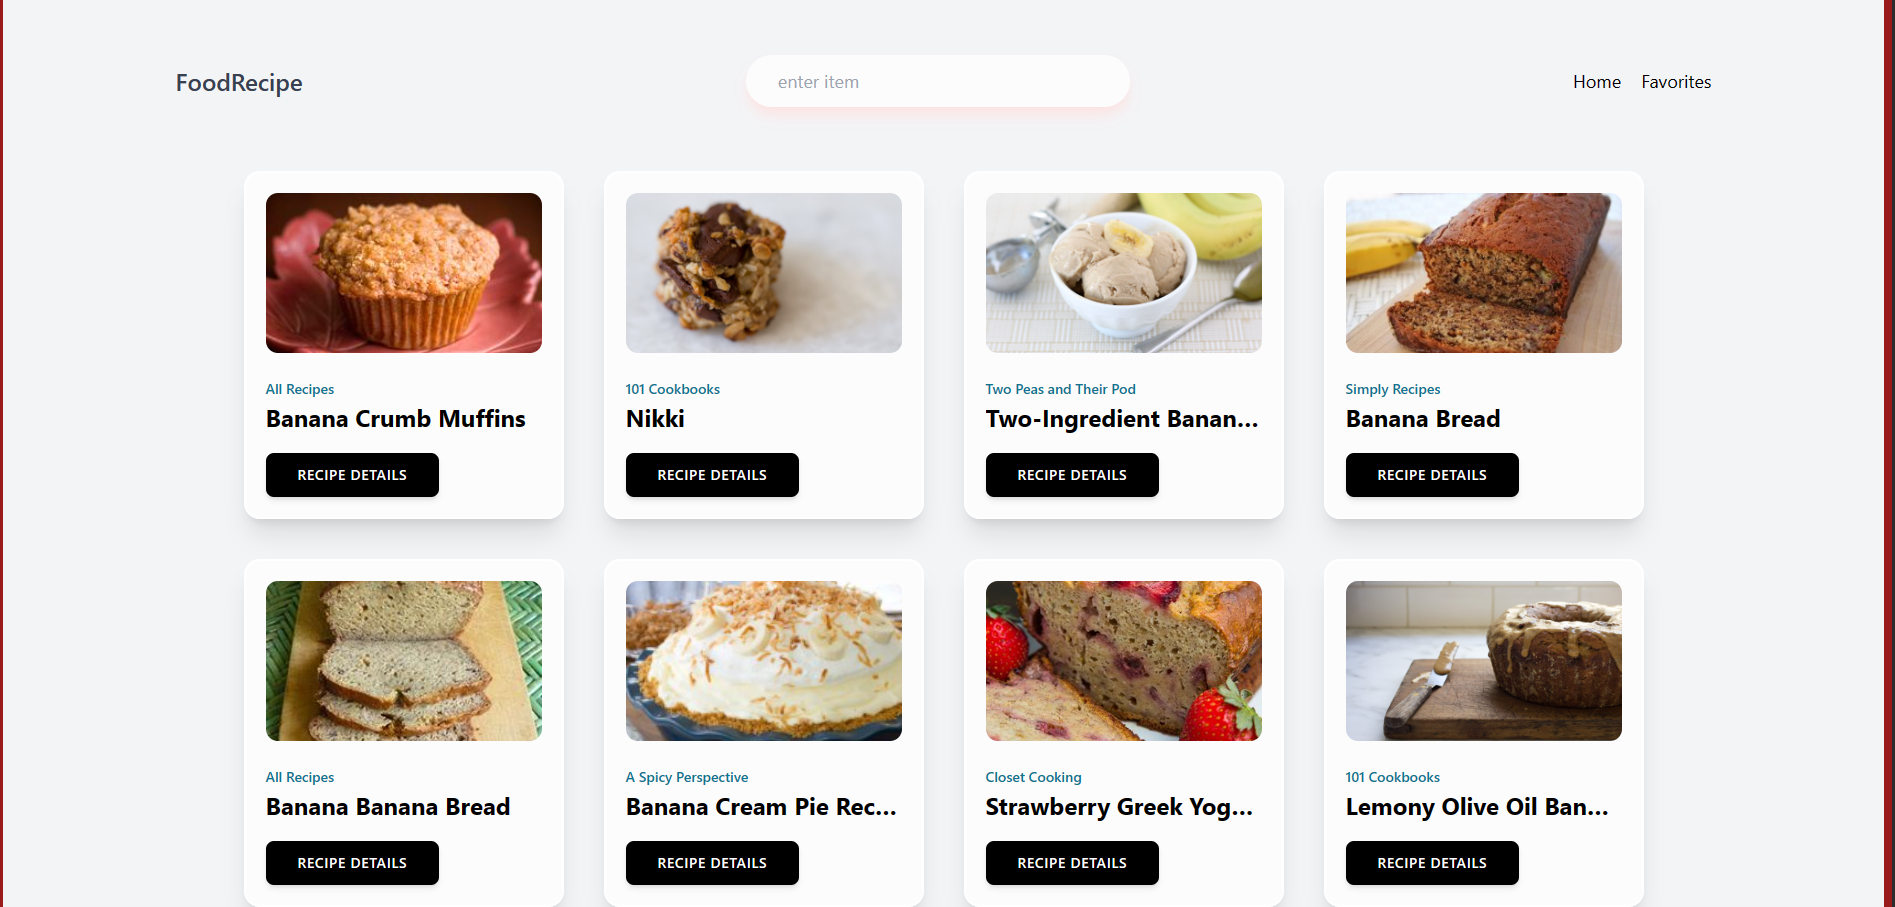 FoodRecipe
enter item
Home Favorites
All Recipes
Banana Crumb Muffins
RECIPE DETAILS
101 Cookbooks
Nikki
RECIPE DETAILS
Two Peas and Their Pod
Two-Ingredient Banan...
RECIPE DETAILS
Simply Recipes
Banana Bread
RECIPE DETAILS
All Recipes
Banana Banana Bread
RECIPE DETAILS
A Spicy Perspective
Banana Cream Pie Rec...
RECIPE DETAILS
Closet Cooking
Strawberry Greek Yog...
RECIPE DETAILS
101 Cookbooks
Lemony Olive Oil Ban...
RECIPE DETAILS